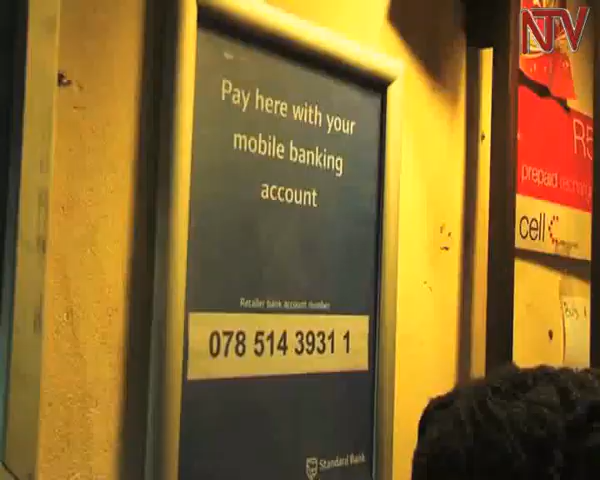 NTV
Pay here with your
mobile banking
account
Retailer bank account number
078 514 3931 1
Standard Bank
R5
prepaid
cell